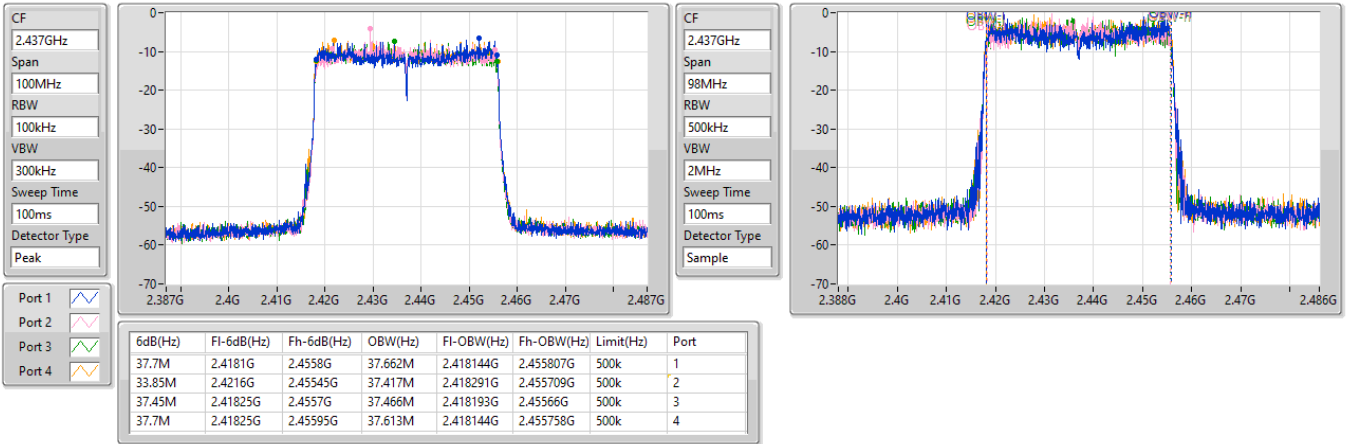 CF
2.437GHz
Span
100MHz
RBW
100kHz
VBW
300kHz
Sweep Time
100ms
Detector Type
Peak
0-
-10-
-20-
-30-
-40-
-50-
-60-
-70-
2.387G 2.4G 2.41G 2.42G 2.43G 2.44G 2.45G 2.46G 2.47G 2.487G
CF
2.437GHz
Span
98MHz
RBW
500kHz
VBW
2MHz
Sweep Time
100ms
Detector Type
Sample
0-
-10-
-20-
-30-
-40-
-50-
-60-
-70-
2.388G 2.4G 2.41G 2.42G 2.43G 2.44G 2.45G 2.46G 2.47G 2.486G
Port 1
Port 2
Port 3
Port 4
6dB(Hz) Fl-6dB(Hz) Fh-6dB(Hz) OBW(Hz) Fl-OBW(Hz) Fh-OBW(Hz) Limit(Hz) Port
37.7M 2.4181G 2.4558G 37.662M 2.418144G 2.455807G 500k 1
33.85M 2.4216G 2.45545G 37.417M 2.418291G 2.455709G 500k 2
37.45M 2.41825G 2.4557G 37.466M 2.418193G 2.45566G 500k 3
37.7M 2.41825G 2.45595G 37.613M 2.418144G 2.455758G 500k 4